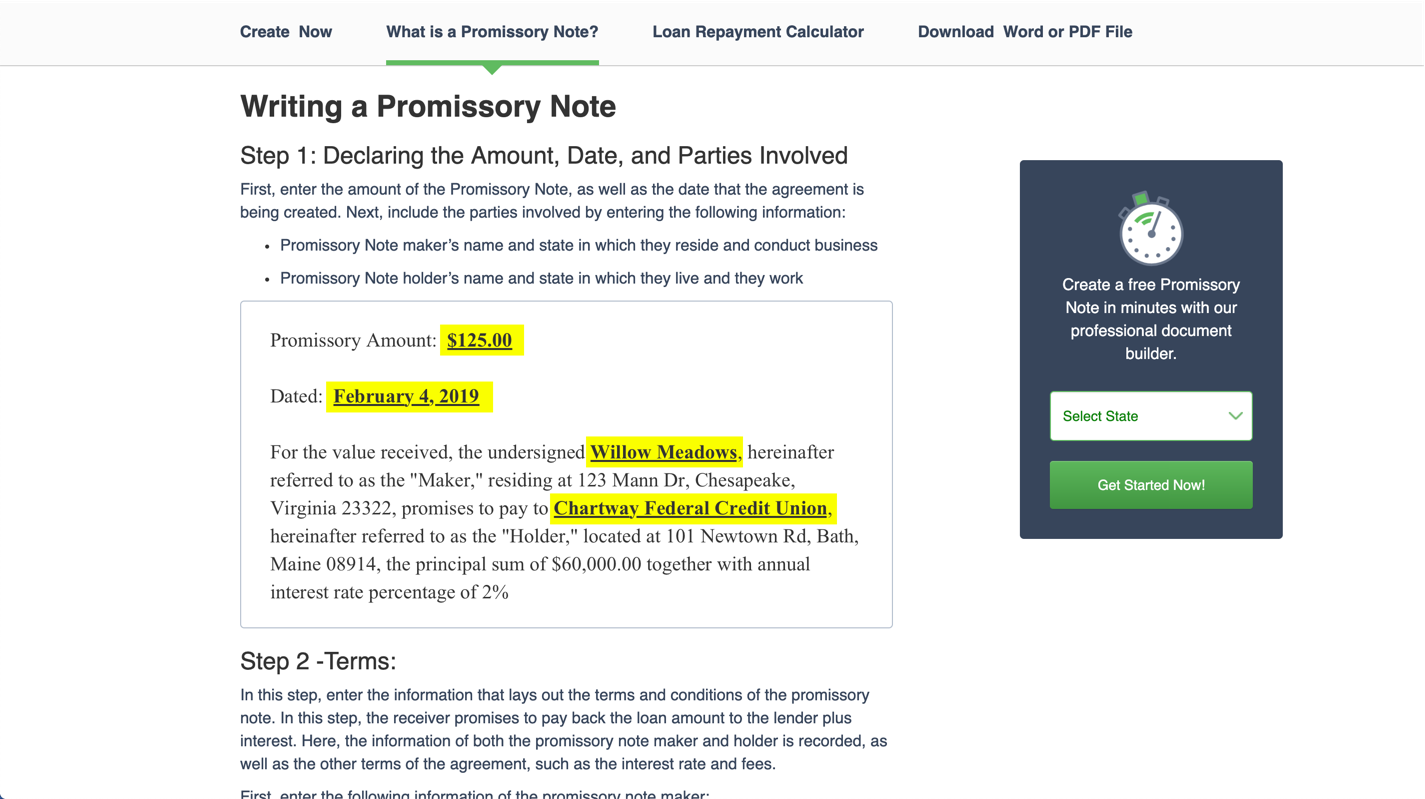 Create Now
What is a Promissory Note?
Loan Repayment Calculator
Download Word or PDF File
Writing a Promissory Note
Step 1: Declaring the Amount, Date, and Parties Involved
First, enter the amount of the Promissory Note, as well as the date that the agreement is
being created. Next, include the parties involved by entering the following information:
• Promissory Note maker’s name and state in which they reside and conduct business
• Promissory Note holder’s name and state in which they live and they work
Promissory Amount: $125.00
Dated: February 4, 2019
For the value received, the undersigned Willow Meadows, hereinafter
referred to as the "Maker," residing at 123 Mann Dr, Chesapeake,
Virginia 23322, promises to pay to Chartway Federal Credit Union,
hereinafter referred to as the "Holder," located at 101 Newtown Rd, Bath,
Maine 08914, the principal sum of $60,000.00 together with annual
interest rate percentage of 2%
Step 2 -Terms:
In this step, enter the information that lays out the terms and conditions of the promissory
note. In this step, the receiver promises to pay back the loan amount to the lender plus
interest. Here, the information of both the promissory note maker and holder is recorded, as
well as the other terms of the agreement, such as the interest rate and fees.
First, enter the following information of the promissory note maker:
Create a free Promissory
Note in minutes with our
professional document
builder.
Select State
Get Started Now!